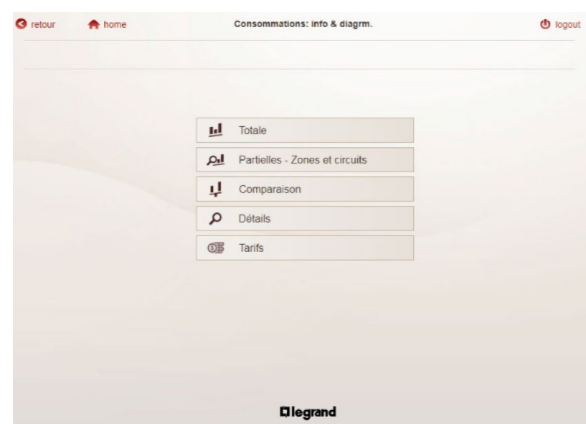 retour home Consommations: info & diagrm. logout
Totale
Partielles - Zones et circuits
Comparaison
Détails
Tarifs
legrand